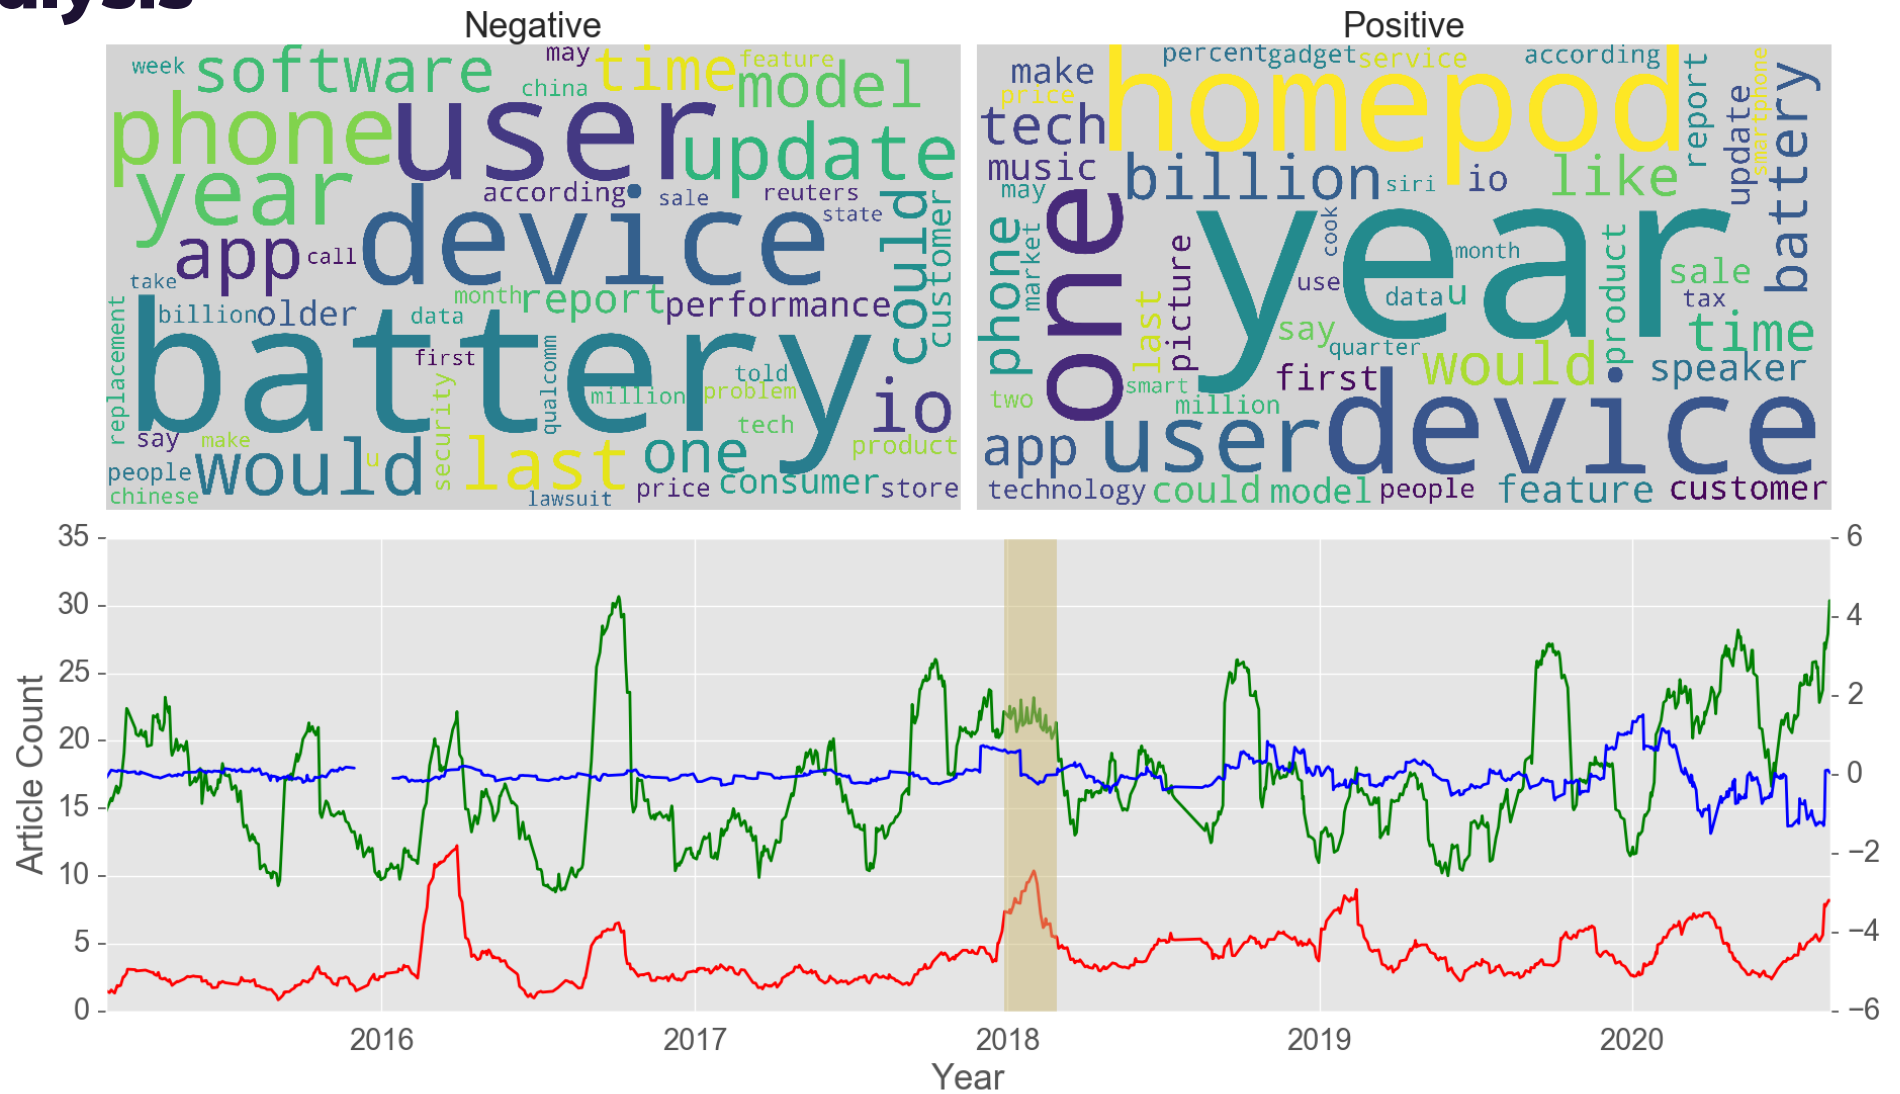 alysis
Negative
Positive
week software may time feature
china model
phone user update
year according sale reuters
device state
app call could customer
take month report performance
billion older data
battery
replacement first told
security qualcomm million problem
say make tech io
people would u last one product
chinese lawsuit price consumer store
percent gadget service according
make homepod report
price tech update smartphone
music billion siri io like battery
may one year cook month
phone market picture use data u product sale
last say tax
quarter time
smart first would speaker
two million
app user device
technology could model people feature customer
35
30
25
20
15
10
5
0
Article Count
6
4
2
0
−2
−4
−6
2016 2017 2018 2019 2020
Year